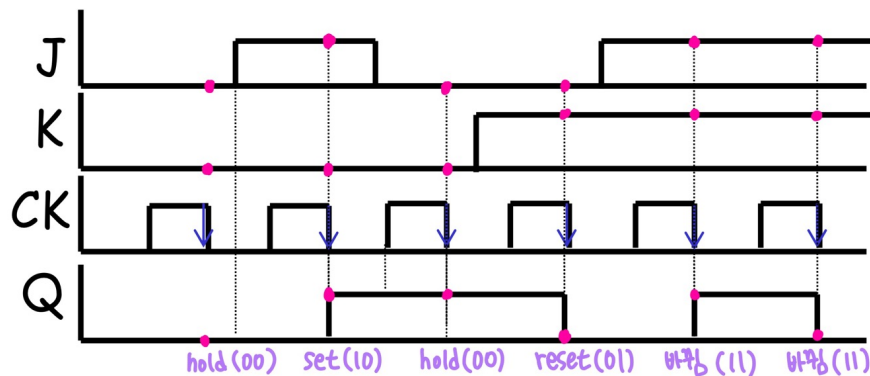 J
K
CK
Q
hold(00) set(10) hold(00) reset(01) 바뀜(11) 바뀜(11)